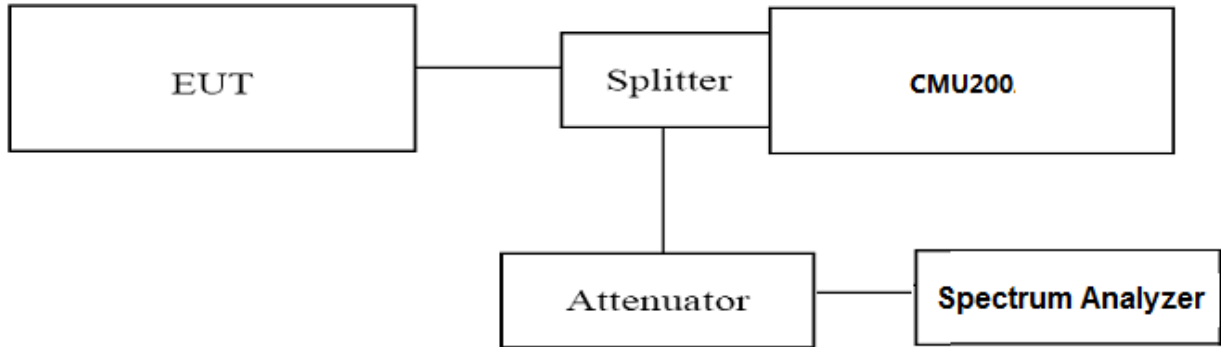 EUT
Splitter
CMU200.
Attenuator
Spectrum Analyzer